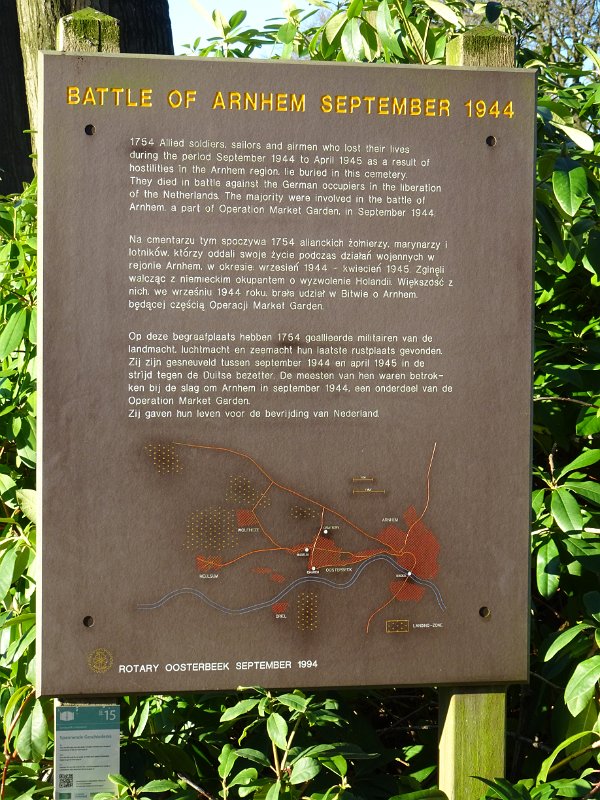 BATTLE OF ARNHEM SEPTEMBER 1944
1754 Allied soldiers, sailors and airmen who lost their lives
during the period September 1944 to April 1945 as a result of
hostilities in the Arnhem region, lie buried in this cemetery.
They died in battle against the German occupiers in the liberation
of the Netherlands. The majority were involved in the battle of
Arnhem, a part of Operation Market Garden, in September 1944.
Na cmentarzu tym spoczywa 1754 alianckich żołnierzy, marynarzy i
lotników, którzy oddali swoje życie podczas działań wojennych w
rejonie Arnhem, w okresie: wrzesień 1944 - kwiecień 1945. Zginęli
walcząc z niemieckim okupantem o wyzwolenie Holandii. Większość z
nich, we wrześniu 1944 roku, brała udział w Bitwie o Arnhem,
będącej częścią Operacji Market Garden.
Op deze begraafplaats hebben 1754 geallieerde militairen van de
landmacht, luchtmacht en zeemacht hun laatste rustplaats gevonden.
Zij zijn gesneuveld tussen september 1944 en april 1945 in de
strijd tegen de Duitse bezetter. De meesten van hen waren betrok-
ken bij de slag om Arnhem in september 1944, een onderdeel van de
Operation Market Garden.
Zij gaven hun leven voor de bevrijding van Nederland.
ARNHEM
CEMETERY
WOLFHEZE
OOSTERBEEK
CHURCH
BRIDGE
DRIEL
LANDING-ZONE
ROTARY OOSTERBEEK SEPTEMBER 1994
15